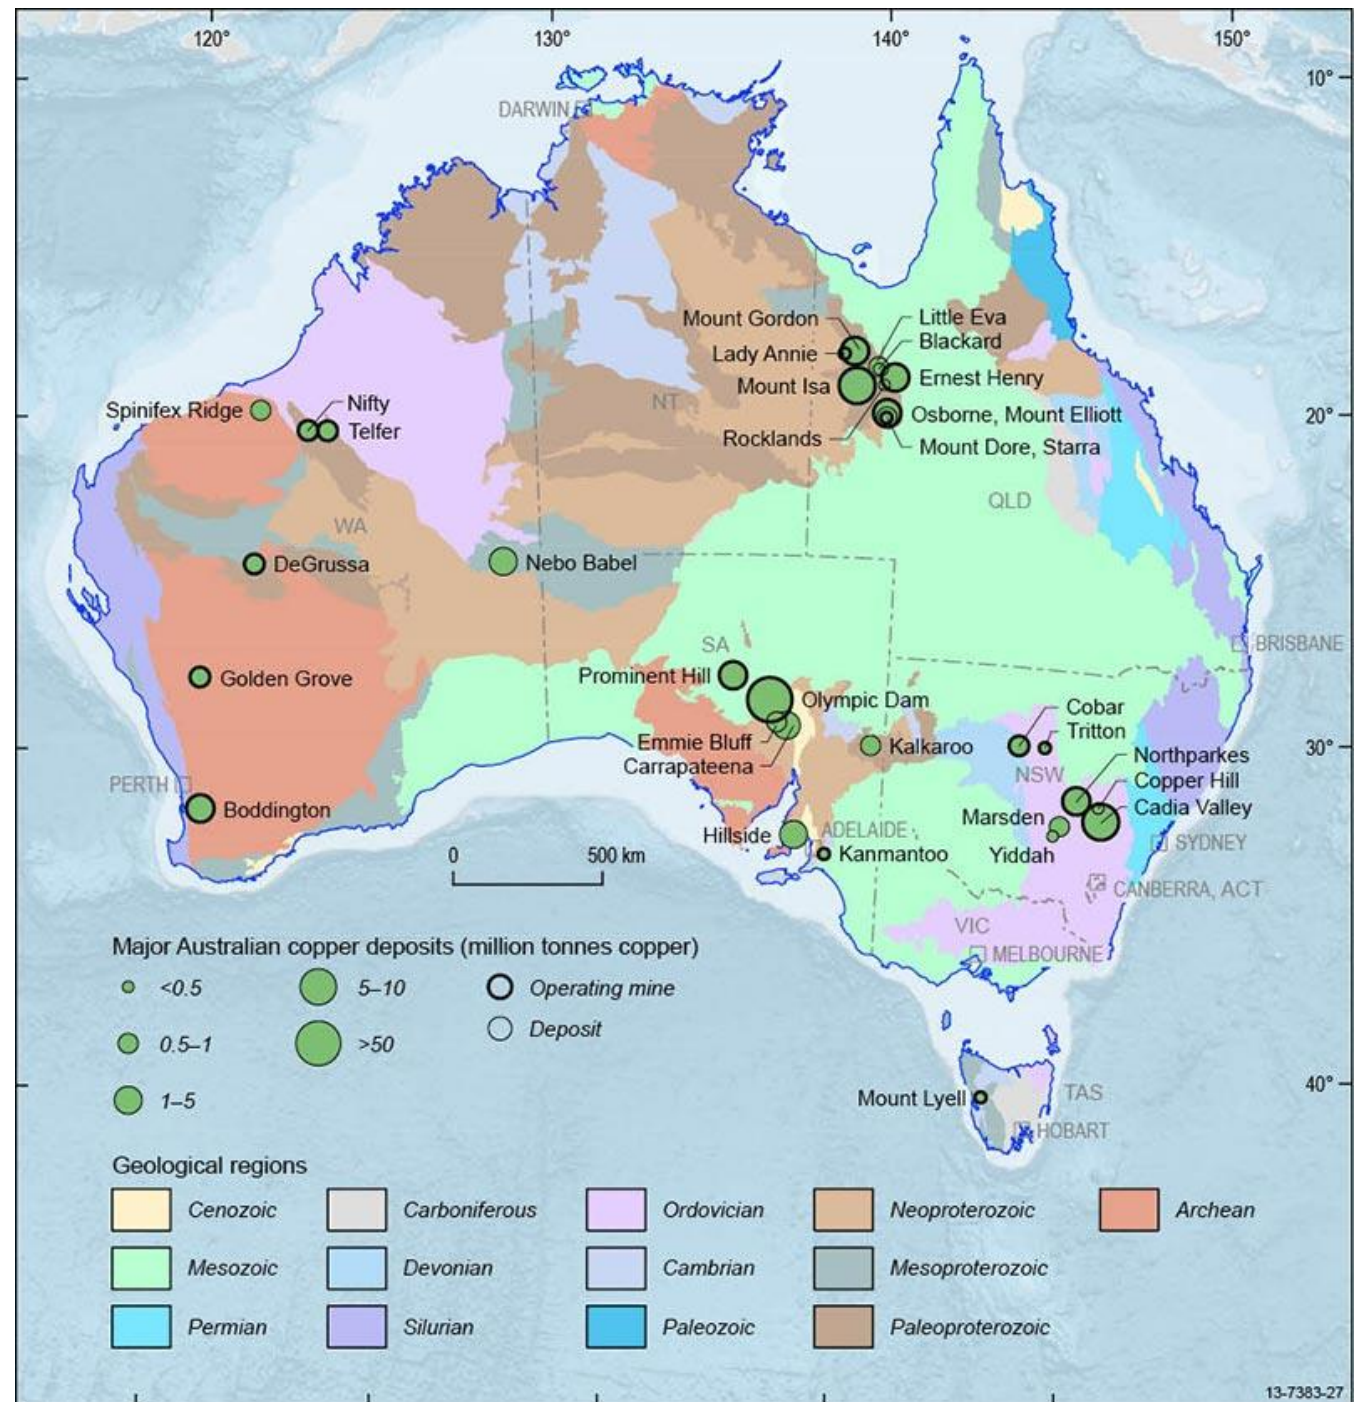 120° 130° 140° 150°
10°
DARWIN
Mount Gordon Little Eva
Blackard
Lady Annie
Mount Isa Ernest Henry
Spinifex Ridge Nifty NT Osborne, Mount Elliott 20°
Telfer Rocklands Mount Dore, Starra
QLD
WA
DeGrussa Nebo Babel
SA BRISBANE
Golden Grove Prominent Hill
Olympic Dam Cobar
Emmie Bluff Kalkaroo Tritton 30°
Carrapateena NSW Northparkes
PERTH Copper Hill
Boddington Marsden Cadia Valley
Hillside ADELAIDE SYDNEY
0 500 km Kanmantoo Yiddah
CANBERRA, ACT
VIC
MELBOURNE
Major Australian copper deposits (million tonnes copper)
<0.5 5–10 Operating mine
Deposit
0.5–1 >50
1–5
40°
Mount Lyell TAS
HOBART
Geological regions
Cenozoic Carboniferous Ordovician Neoproterozoic Archean
Mesozoic Devonian Cambrian Mesoproterozoic
Permian Silurian Paleozoic Paleoproterozoic
13-7383-27